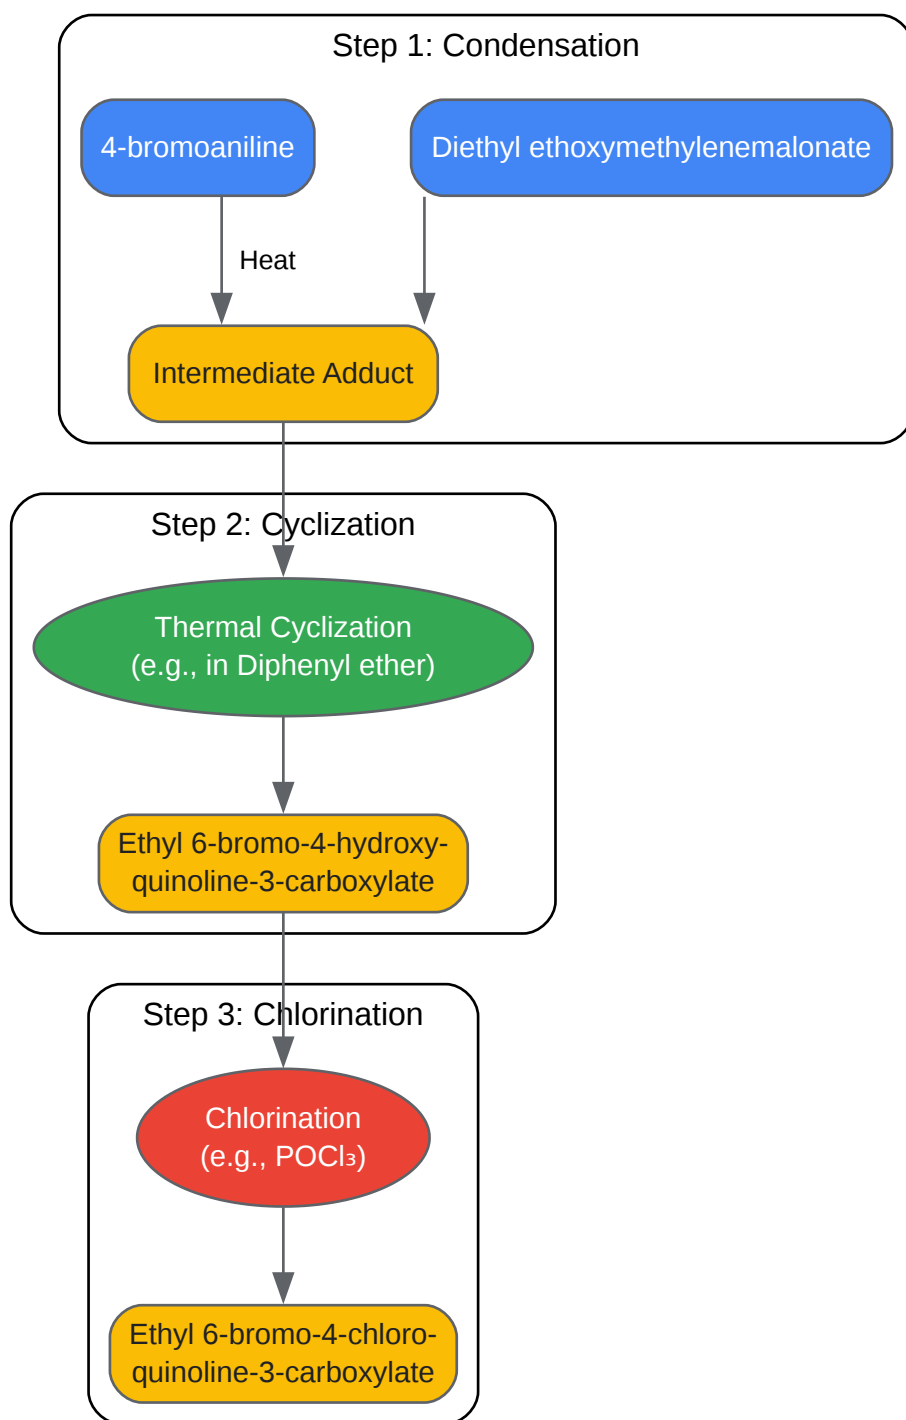 Step 1: Condensation
4-bromoaniline
Diethyl ethoxymethylenemalonate
Heat
Intermediate Adduct
Step 2: Cyclization
Thermal Cyclization
(e.g., in Diphenyl ether)
Ethyl 6-bromo-4-hydroxy-
quinoline-3-carboxylate
Step 3: Chlorination
Chlorination
(e.g., POCl₃)
Ethyl 6-bromo-4-chloro-
quinoline-3-carboxylate